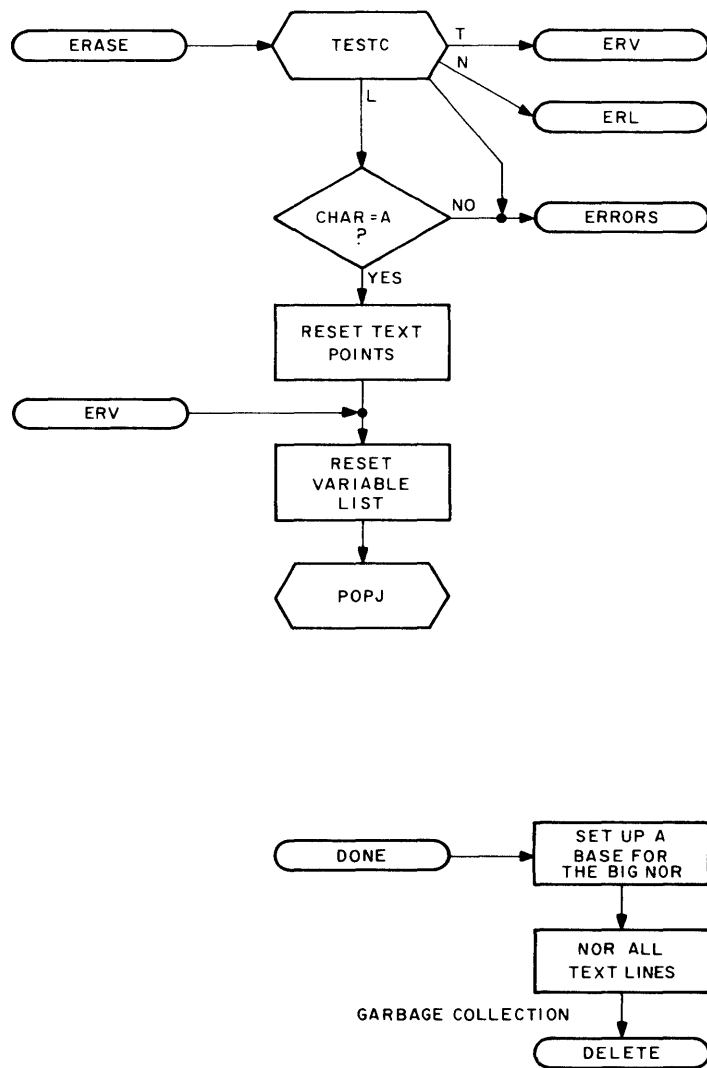 ERASE
TESTC
T
ERV
N
ERL
L
CHAR = A
?
NO
ERRORS
YES
RESET TEXT
POINTS
ERV
RESET
VARIABLE
LIST
POPJ
DONE
SET UP A
BASE FOR
THE BIG NOR
NOR ALL
TEXT LINES
GARBAGE COLLECTION
DELETE